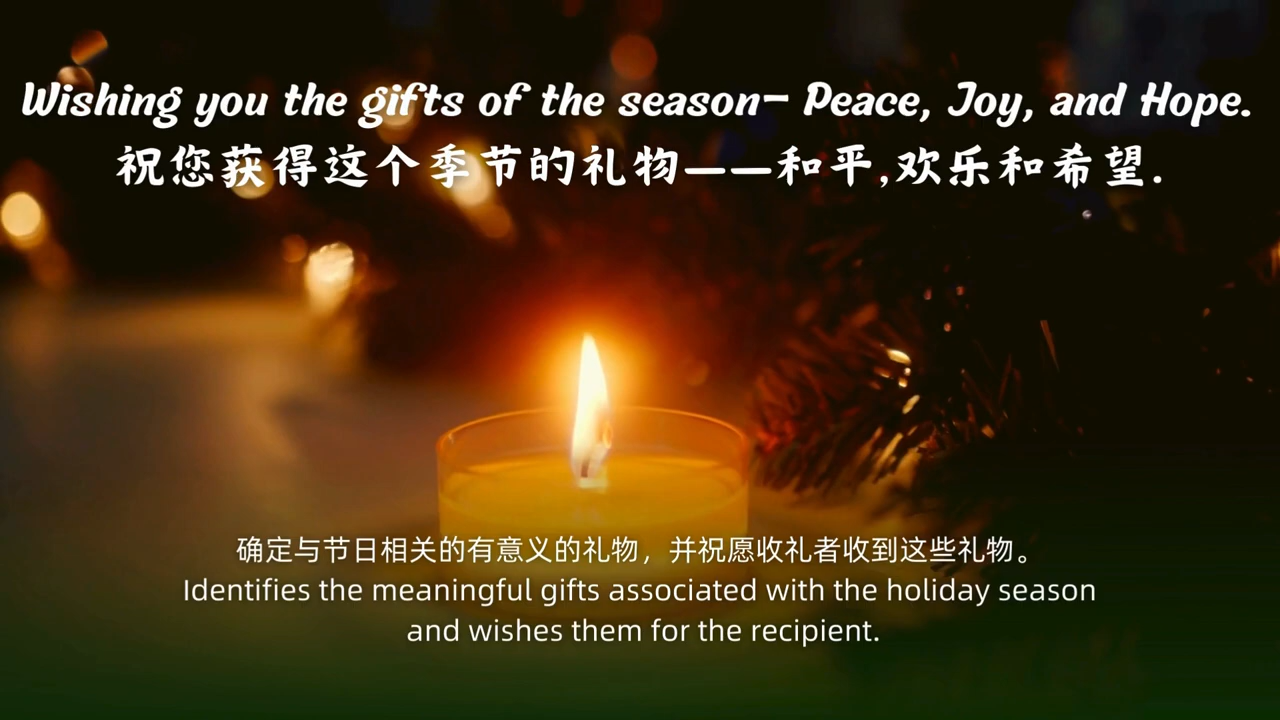 Wishing you the gifts of the season– Peace, Joy, and Hope.
祝您获得这个季节的礼物——和平,欢乐和希望.
确定与节日相关的有意义的礼物，并祝愿收礼者收到这些礼物。
Identifies the meaningful gifts associated with the holiday season
and wishes them for the recipient.